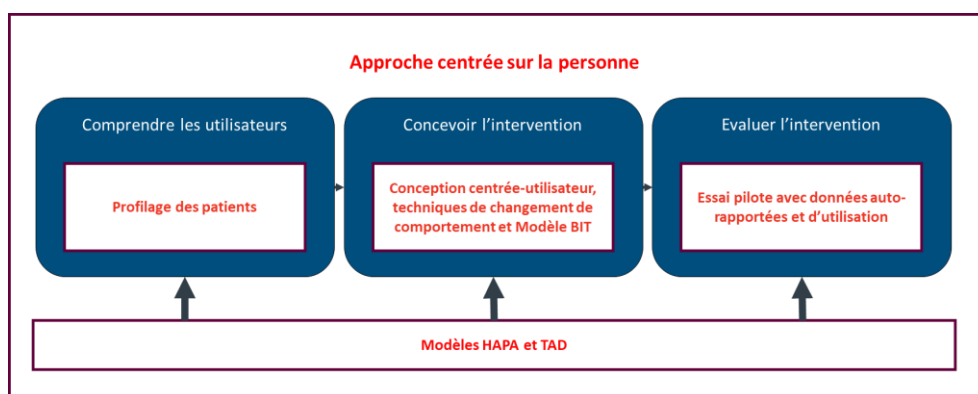 Approche centrée sur la personne
Comprendre les utilisateurs
Profilage des patients
Concevoir l'intervention
Conception centrée-utilisateur,
techniques de changement de
comportement et Modèle BIT
Evaluer l'intervention
Essai pilote avec données auto-
rapportées et d'utilisation
Modèles HAPA et TAD